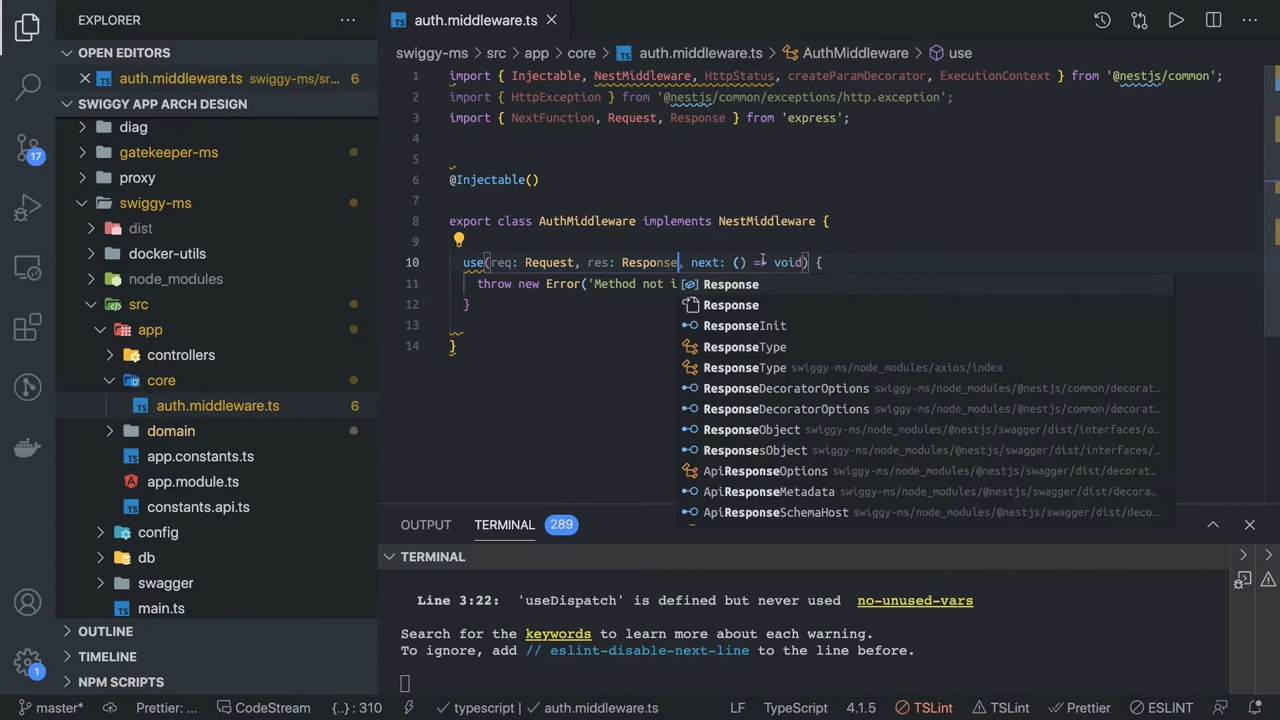 EXPLORER
OPEN EDITORS
auth.middleware.ts swiggy-ms/sr...
SWIGGY APP ARCH DESIGN
diag
gatekeeper-ms
proxy
swiggy-ms
dist
docker-utils
node_modules
src
app
controllers
core
auth.middleware.ts 6
domain
app.constants.ts
app.module.ts
constants.api.ts
config
db
swagger
main.ts
OUTLINE
TIMELINE
NPM SCRIPTS
17
1
TS auth.middleware.ts
swiggy-ms > src > app > core > TS auth.middleware.ts > AuthMiddleware > use
1 import { Injectable, NestMiddleware, HttpStatus, createParamDecorator, ExecutionContext } from '@nestjs/common';
2 import { HttpException } from '@nestjs/common/exceptions/http.exception';
3 import { NextFunction, Request, Response } from 'express';
4
5
6 @Injectable()
7
8 export class AuthMiddleware implements NestMiddleware {
9
10 use(req: Request, res: Response, next: () => void) {
11 throw new Error('Method not i
12 }
13
14 }
Response
Response
ResponseInit
ResponseType
ResponseType swiggy-ms/node_modules/axios/index
ResponseDecoratorOptions swiggy-ms/node_modules/@nestjs/common/decorat...
ResponseDecoratorOptions swiggy-ms/node_modules/@nestjs/common/decorat...
ResponseObject swiggy-ms/node_modules/@nestjs/swagger/dist/interfaces/o...
ResponsesObject swiggy-ms/node_modules/@nestjs/swagger/dist/interfaces/...
ApiResponseOptions swiggy-ms/node_modules/@nestjs/swagger/dist/decorat...
ApiResponseMetadata swiggy-ms/node_modules/@nestjs/swagger/dist/decora...
ApiResponseSchemaHost swiggy-ms/node_modules/@nestjs/swagger/dist/deco...
OUTPUT TERMINAL 289
TERMINAL
Line 3:22: 'useDispatch' is defined but never used no-unused-vars
Search for the keywords to learn more about each warning.
To ignore, add // eslint-disable-next-line to the line before.
master* Prettier: ... CodeStream {..} : 310 typescript | auth.middleware.ts LF TypeScript 4.1.5 TSLint TSLint Prettier ESLINT